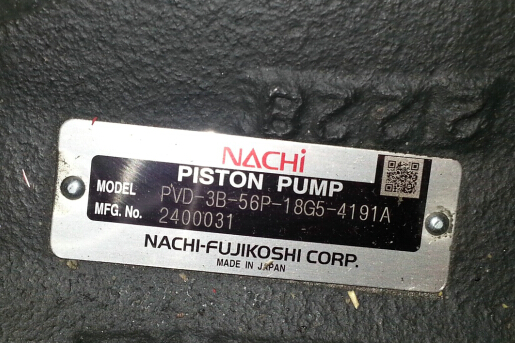 NACHi
PISTON PUMP
MODEL PVD-3B-56P-18G5-4191A
MFG. No. 2400031
NACHI-FUJIKOSHI CORP.
MADE IN JAPAN